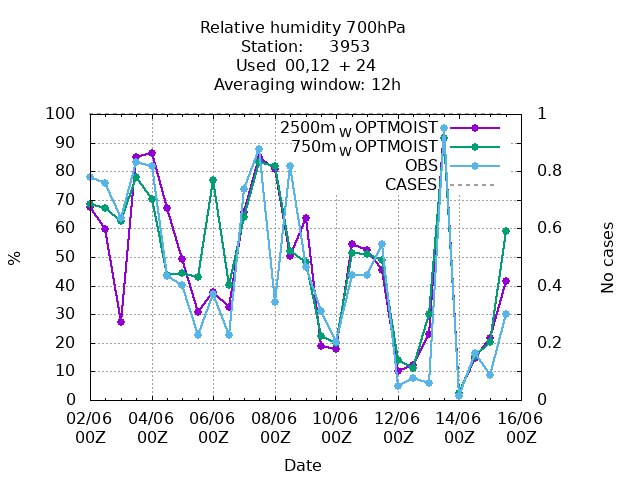 Relative humidity 700hPa
Station: 3953
Used 00,12 + 24
Averaging window: 12h
100 1
2500m W OPTMOIST
90
750m W OPTMOIST
80 0.8
OBS
70
CASES
60 0.6
50
40 0.4
30
20 0.2
10
0 0
% No cases
02/06 04/06 06/06 08/06 10/06 12/06 14/06 16/06
00Z 00Z 00Z 00Z 00Z 00Z 00Z 00Z
Date